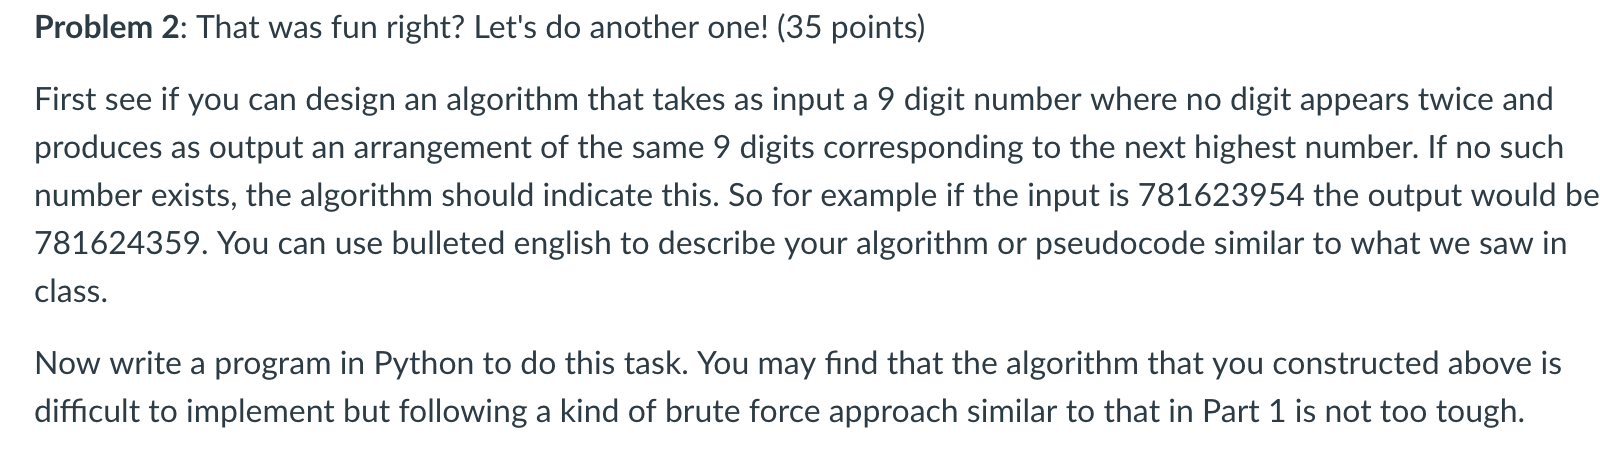 Problem 2: That was fun right? Let's do another one! (35 points)
First see if you can design an algorithm that takes as input a 9 digit number where no digit appears twice and
produces as output an arrangement of the same 9 digits corresponding to the next highest number. If no such
number exists, the algorithm should indicate this. So for example if the input is 781623954 the output would be
781624359. You can use bulleted english to describe your algorithm or pseudocode similar to what we saw in
class.
Now write a program in Python to do this task. You may find that the algorithm that you constructed above is
difficult to implement but following a kind of brute force approach similar to that in Part 1 is not too tough.